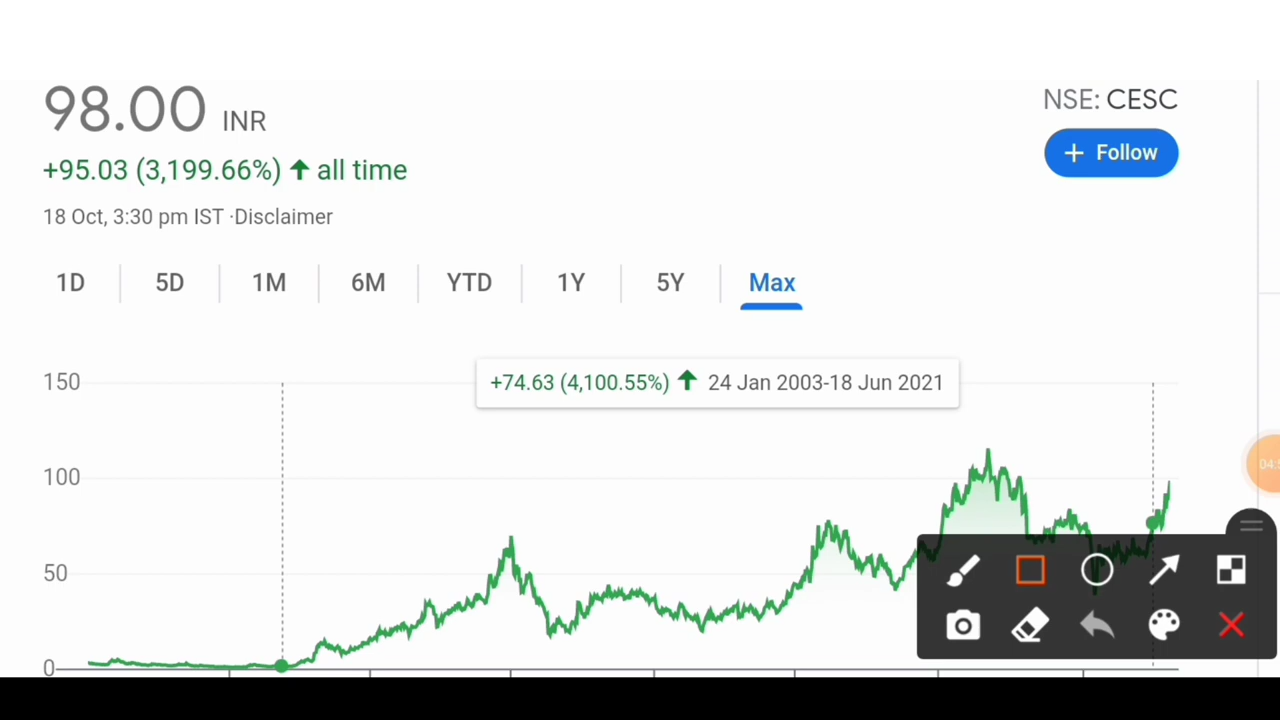 98.00 INR
NSE: CESC
+ Follow
+95.03 (3,199.66%) ↑ all time
18 Oct, 3:30 pm IST ·Disclaimer
1D 5D 1M 6M YTD 1Y 5Y Max
+74.63 (4,100.55%) ↑ 24 Jan 2003-18 Jun 2021
150
100
50
0